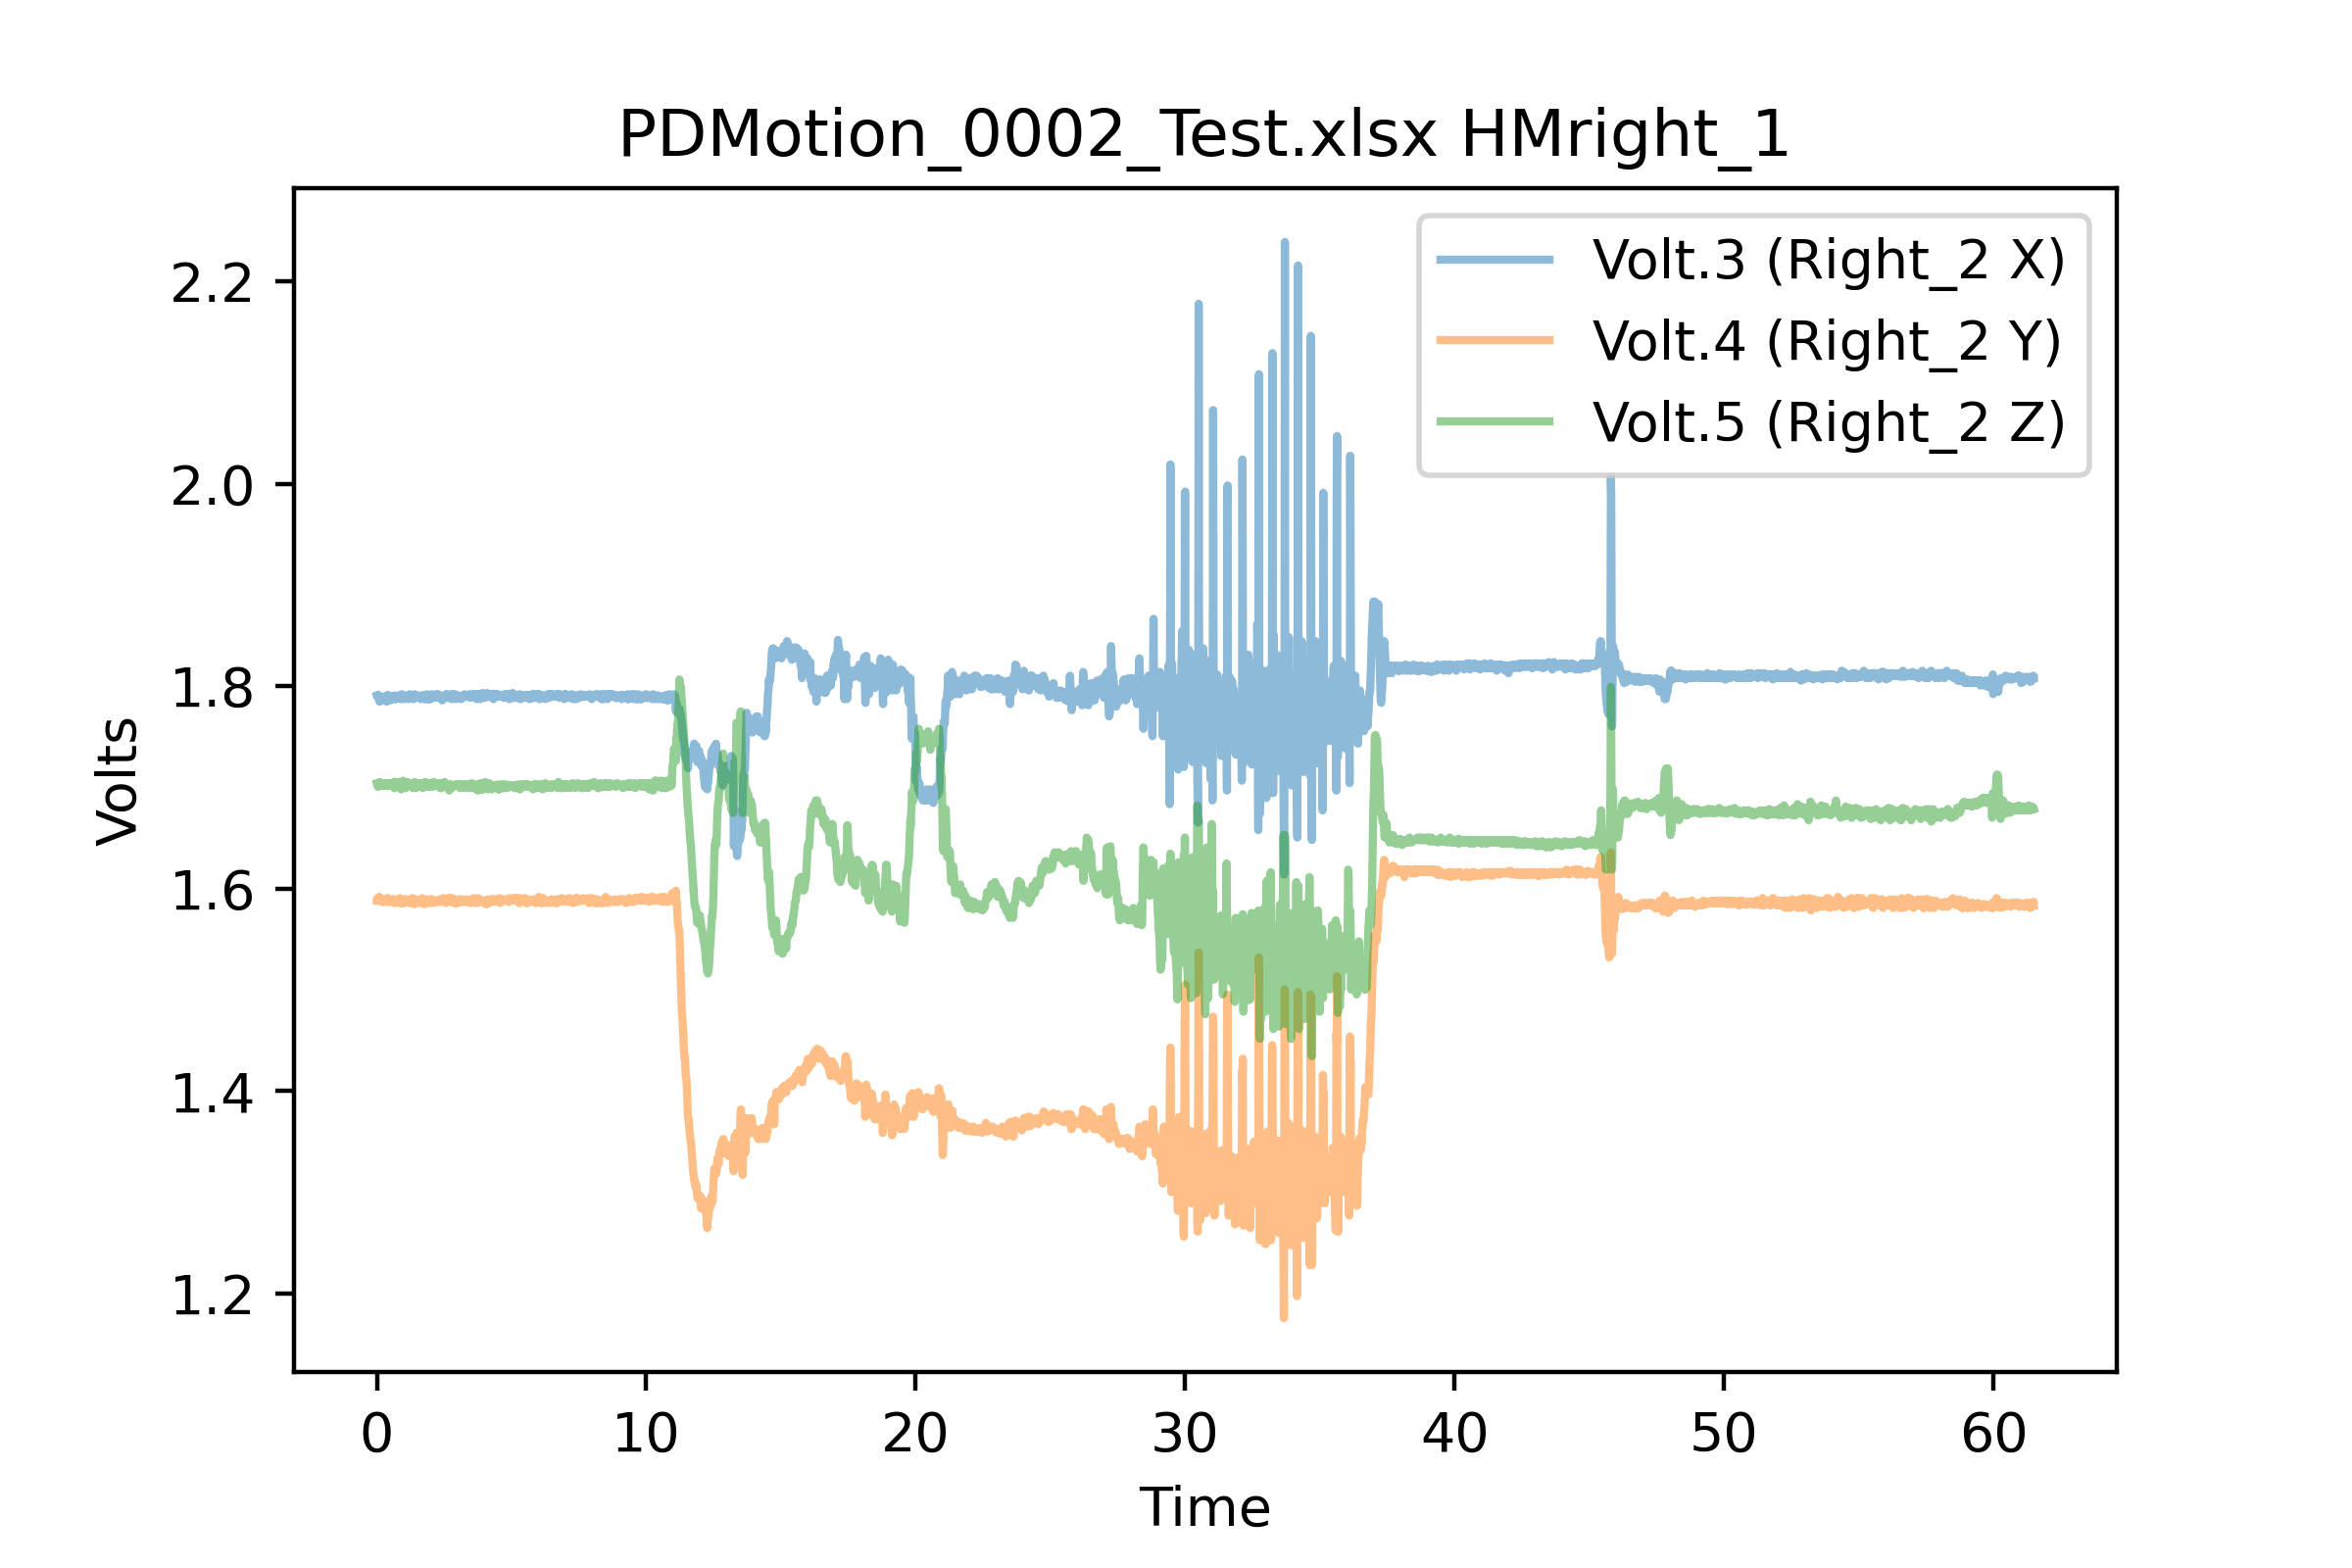 PDMotion_0002_Test.xlsx HMright_1
Volt.3 (Right_2 X)
Volt.4 (Right_2 Y)
Volt.5 (Right_2 Z)
2.2
2.0
1.8
1.6
1.4
1.2
Volts
0 10 20 30 40 50 60
Time